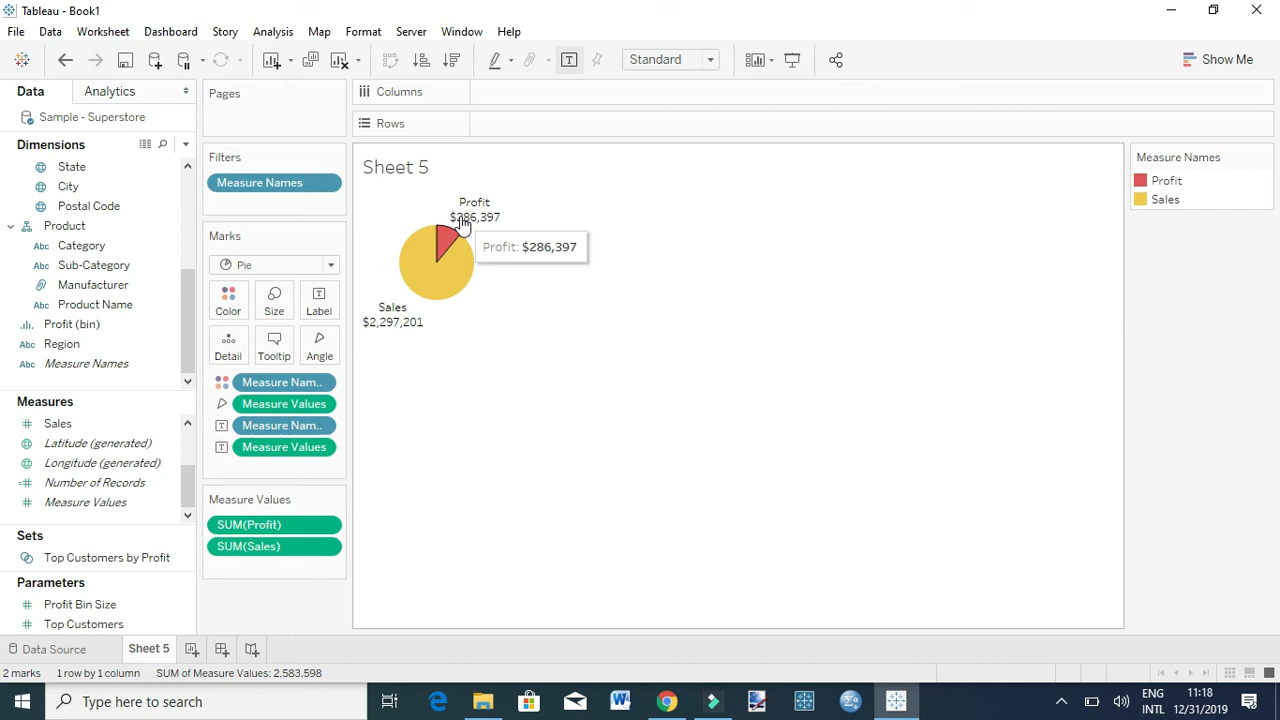 Tableau - Book1
File Data Worksheet Dashboard Story Analysis Map Format Server Window Help
Standard
Show Me
Data Analytics
Sample - Superstore
Dimensions
State
City
Postal Code
Product
Category
Sub-Category
Manufacturer
Product Name
Profit (bin)
Region
Measure Names
Measures
Sales
Latitude (generated)
Longitude (generated)
Number of Records
Measure Values
Sets
Top Customers by Profit
Parameters
Profit Bin Size
Top Customers
Pages
Filters
Measure Names
Marks
Pie
Color Size Label
Detail Tooltip Angle
Measure Nam..
Measure Values
Measure Nam..
Measure Values
Measure Values
SUM(Profit)
SUM(Sales)
Columns
Rows
Sheet 5
Profit
$286,397
Profit: $286,397
Sales
$2,297,201
Measure Names
Profit
Sales
Data Source Sheet 5
2 marks 1 row by 1 column SUM of Measure Values: 2,583,598
Type here to search
ENG
INTL
11:18
12/31/2019